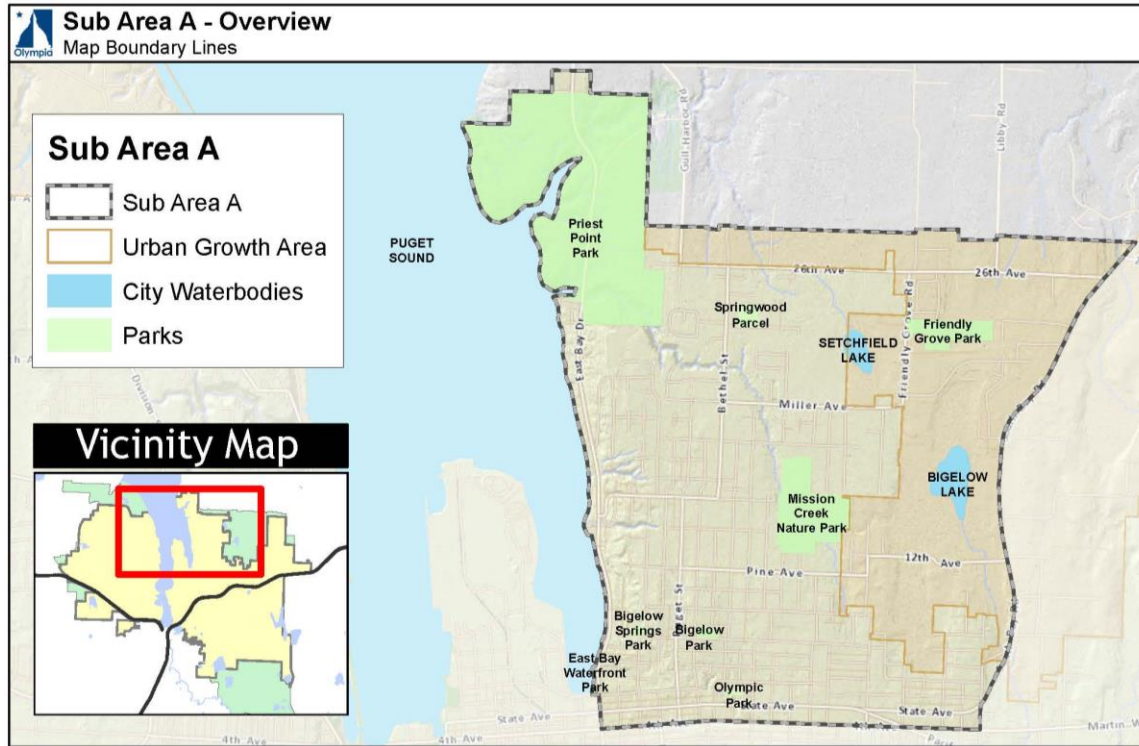 Sub Area A - Overview
Map Boundary Lines
Olympia
Sub Area A
Sub Area A
Urban Growth Area
City Waterbodies
Parks
Vicinity Map
PUGET
SOUND
Priest
Point
Park
Gull Harbor Rd
Libby Rd
26th Ave
26th Ave
Springwood
Parcel
SETCHFIELD
LAKE
Friendly
Grove Park
Friendly Grove Rd
East Bay Dr
Bethel St
Miller Ave
Division
BIGELOW
LAKE
Mission
Creek
Nature Park
12th Ave
Pine Ave
Bigelow
Springs
Park
Bigelow
Park
East Bay
Waterfront
Park
Olympic
Park
State Ave
State Ave
State Ave
4th Ave
4th Ave
Martin W